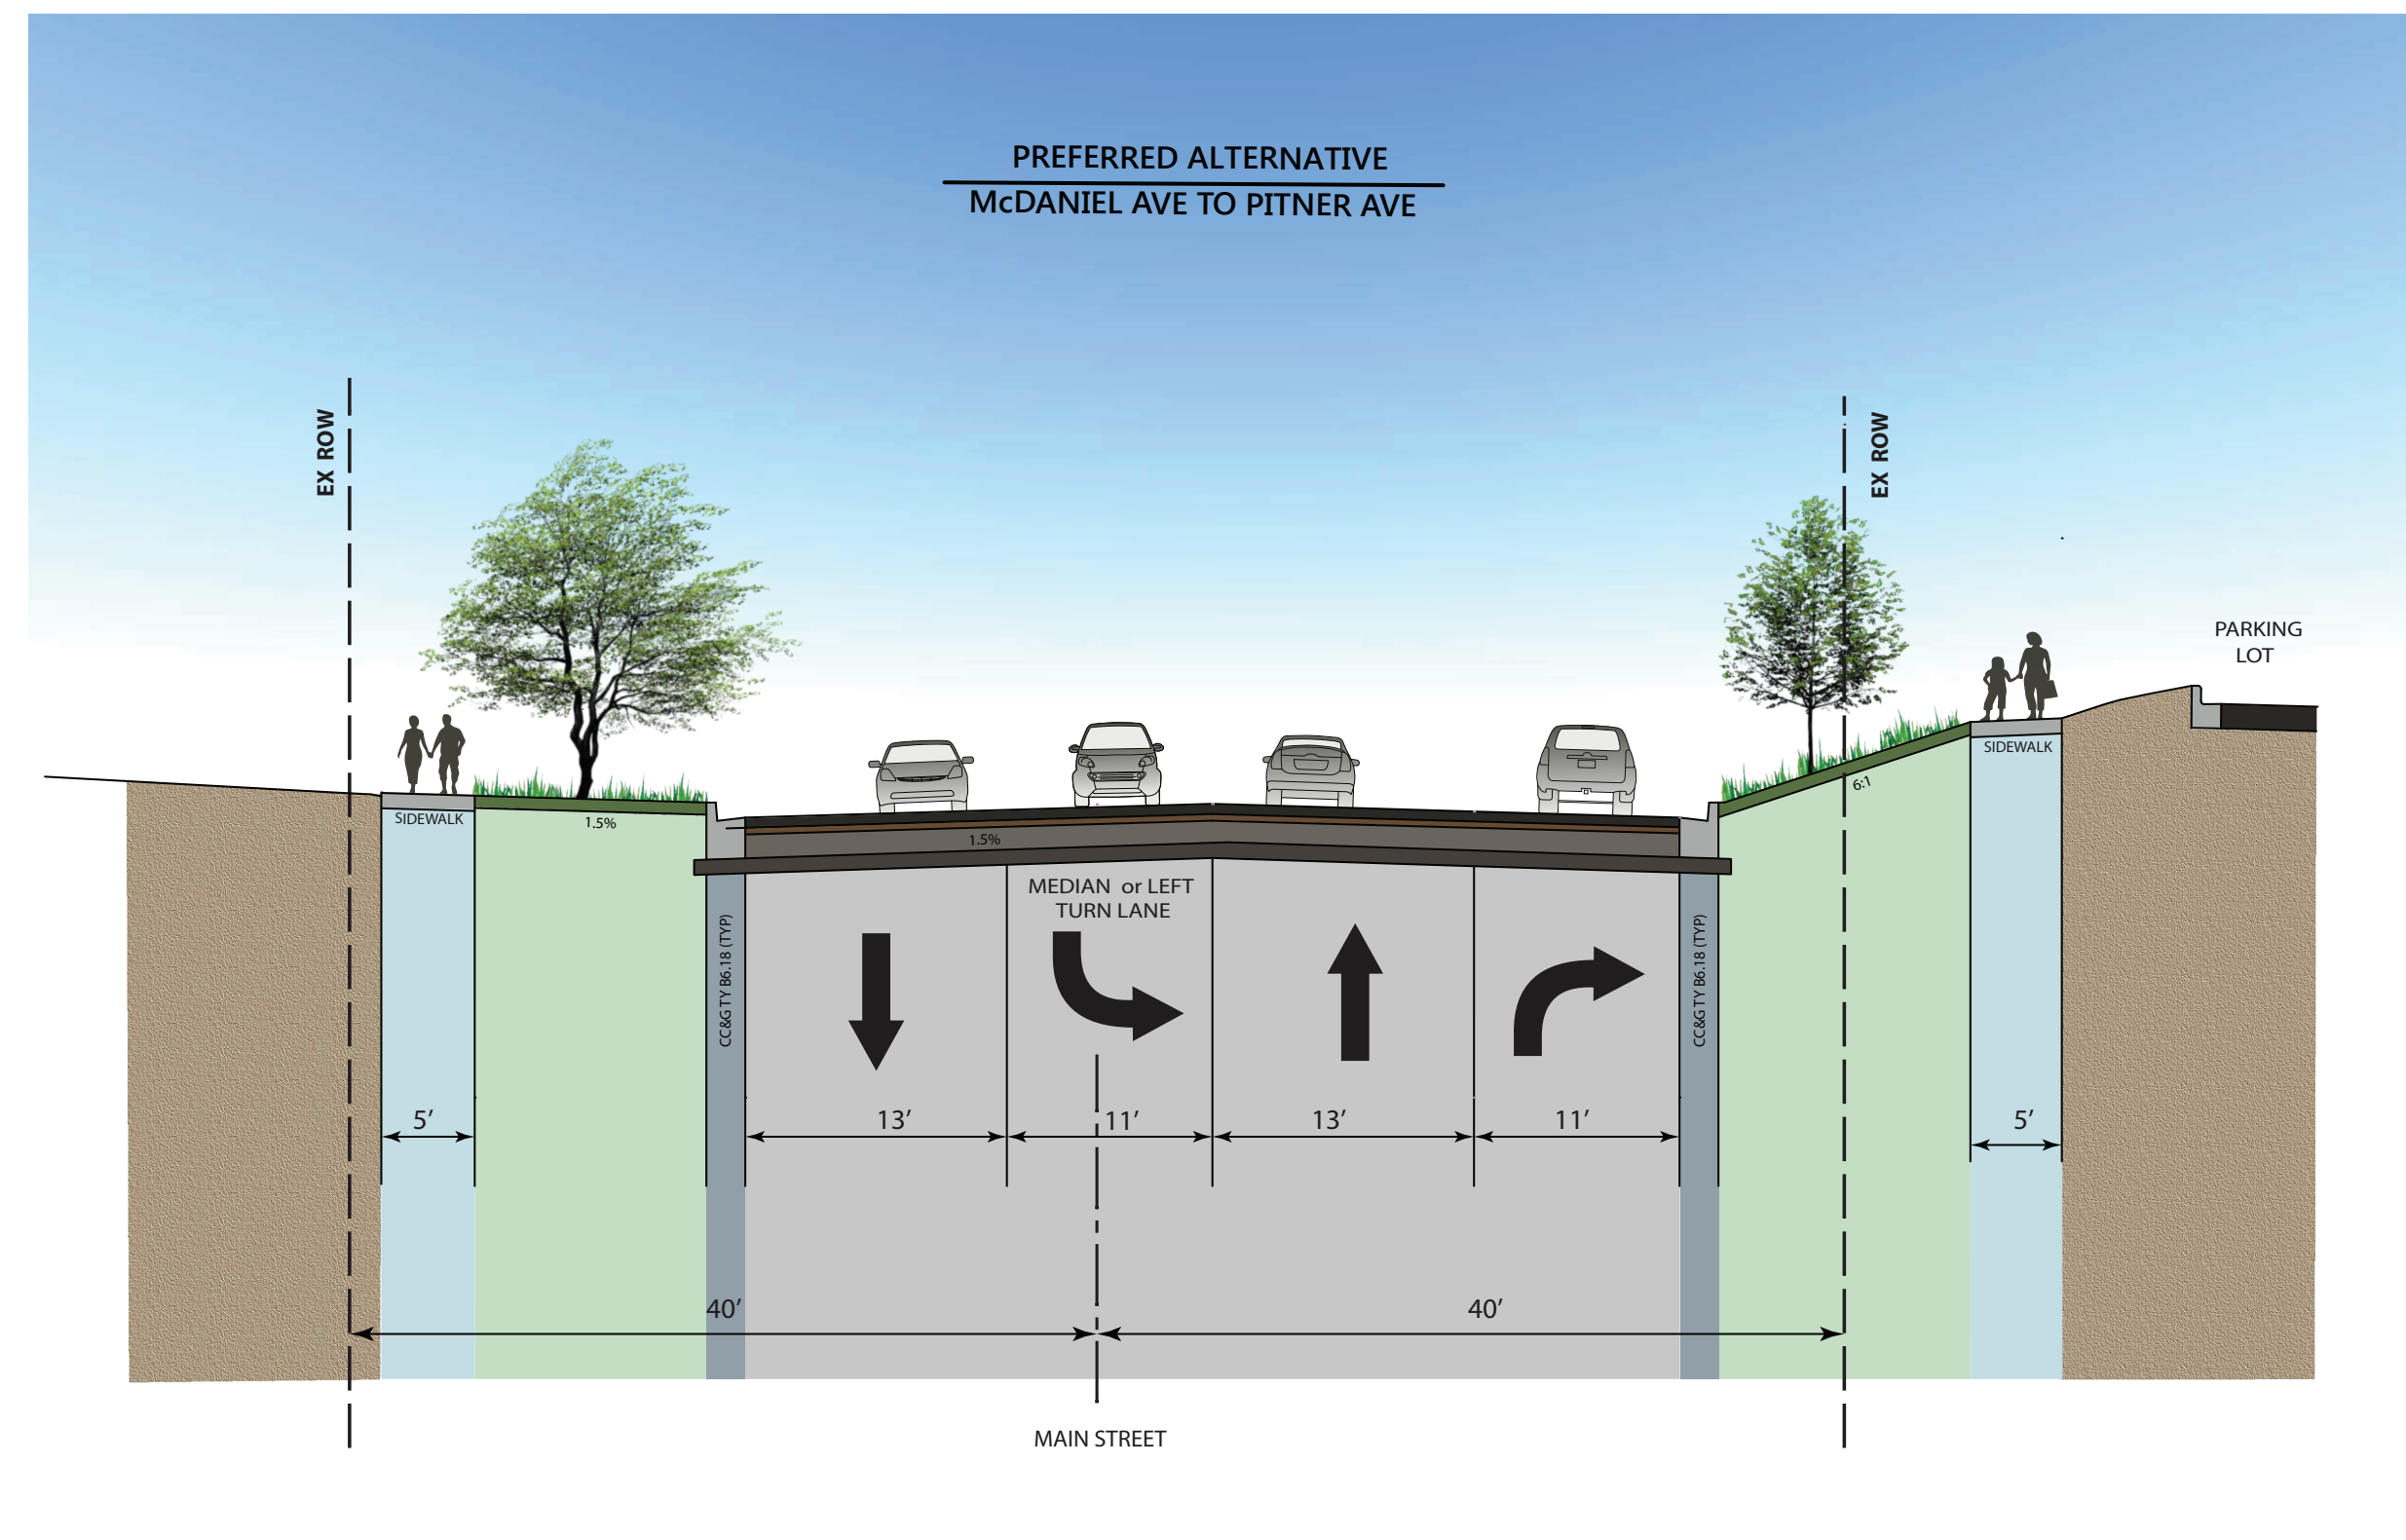 PREFERRED ALTERNATIVE
McDANIEL AVE TO PITNER AVE
EX ROW
EX ROW
PARKING
LOT
SIDEWALK
1.5%
1.5%
6:1
SIDEWALK
MEDIAN or LEFT
TURN LANE
CC&G TY B6.18 (TYP)
CC&G TY B6.18 (TYP)
5’
13’
11’
13’
11’
5’
40’
40’
MAIN STREET